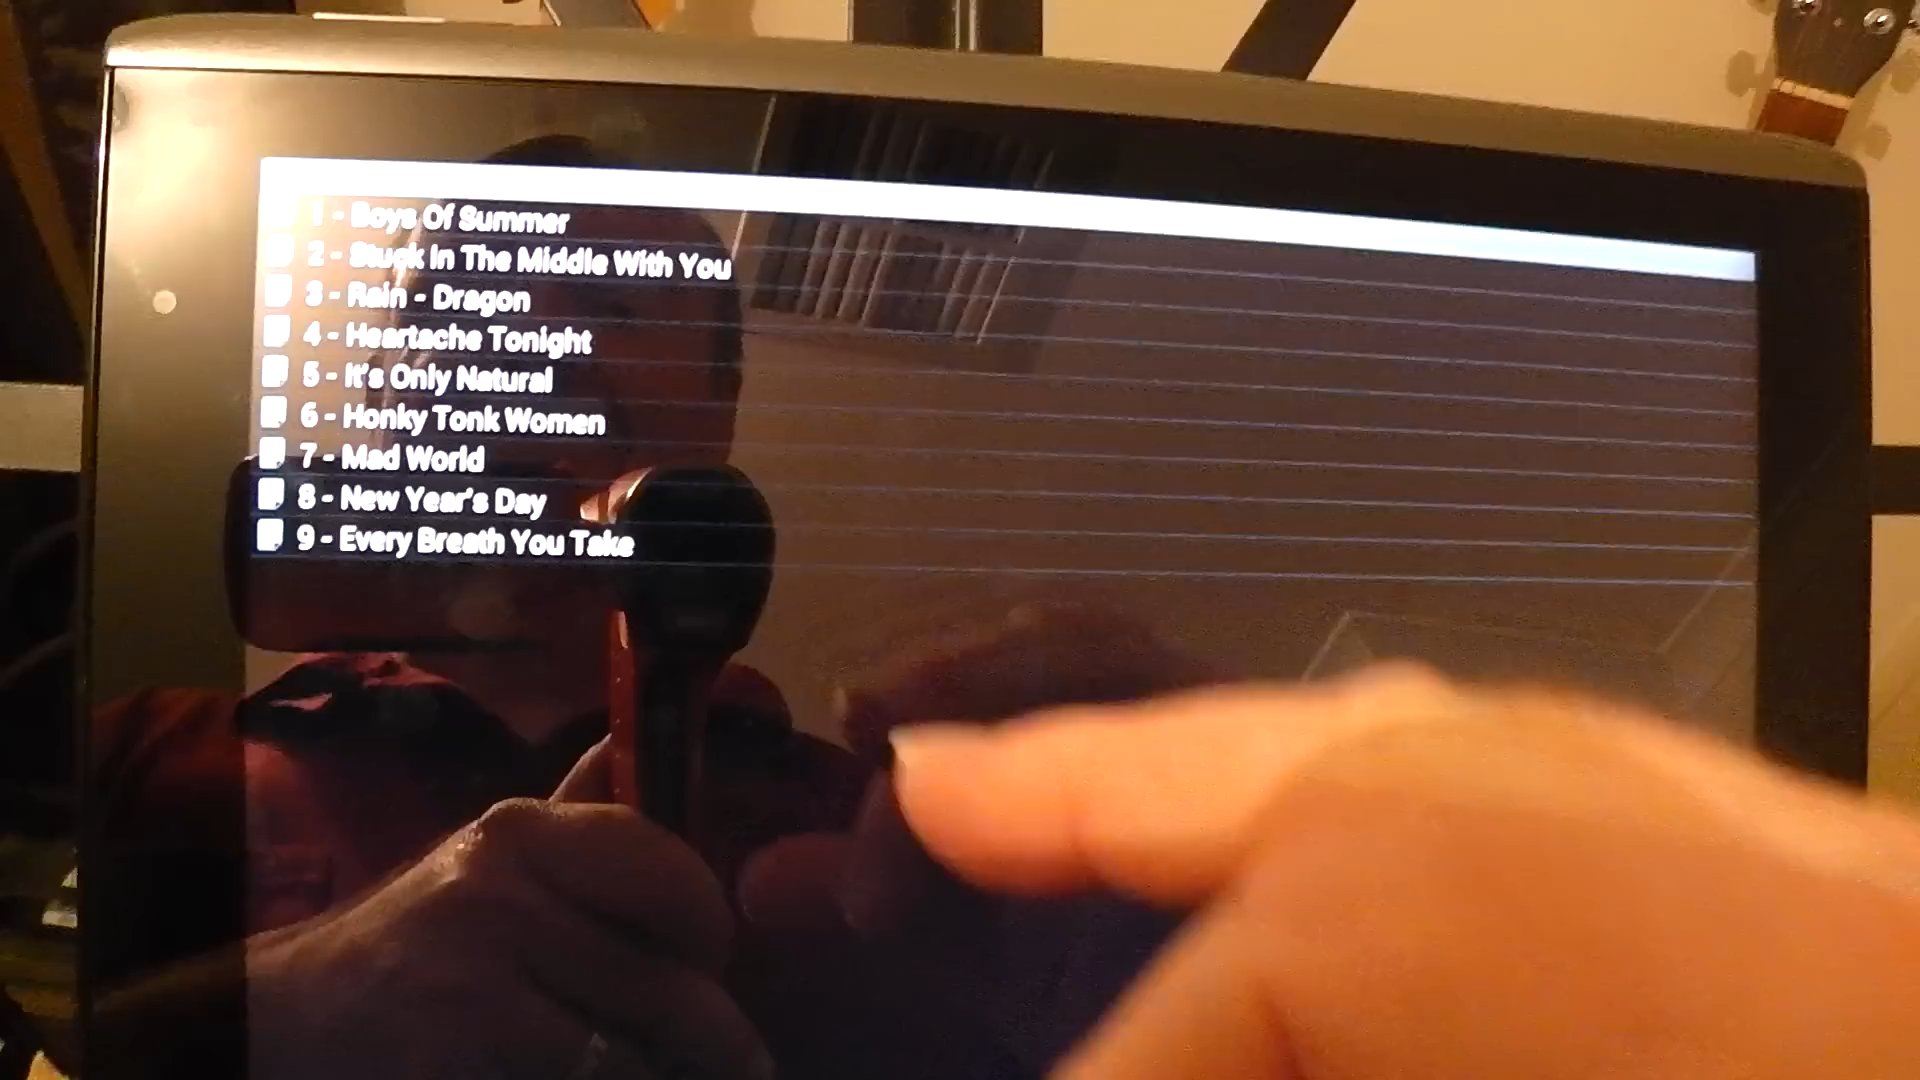 1 - Boys Of Summer
2 - Stuck In The Middle With You
3 - Rain - Dragon
4 - Heartache Tonight
5 - It's Only Natural
6 - Honky Tonk Women
7 - Mad World
8 - New Year's Day
9 - Every Breath You Take